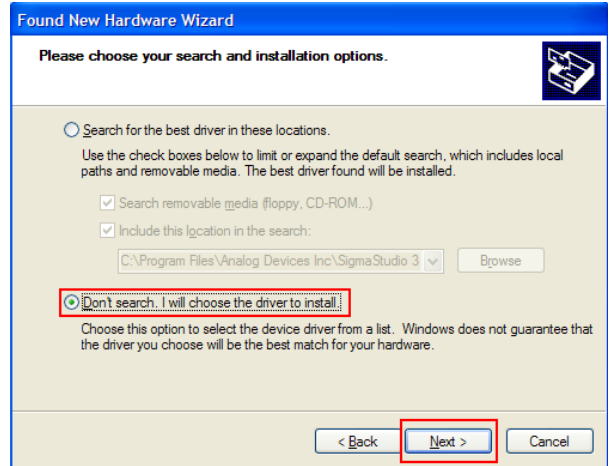 Found New Hardware Wizard
Please choose your search and installation options.
Search for the best driver in these locations.
Use the check boxes below to limit or expand the default search, which includes local
paths and removable media. The best driver found will be installed.
Search removable media (floppy, CD-ROM...)
Include this location in the search:
C:\Program Files\Analog Devices Inc\SigmaStudio 3
Browse
Don't search. I will choose the driver to install.
Choose this option to select the device driver from a list. Windows does not guarantee that
the driver you choose will be the best match for your hardware.
< Back Next > Cancel